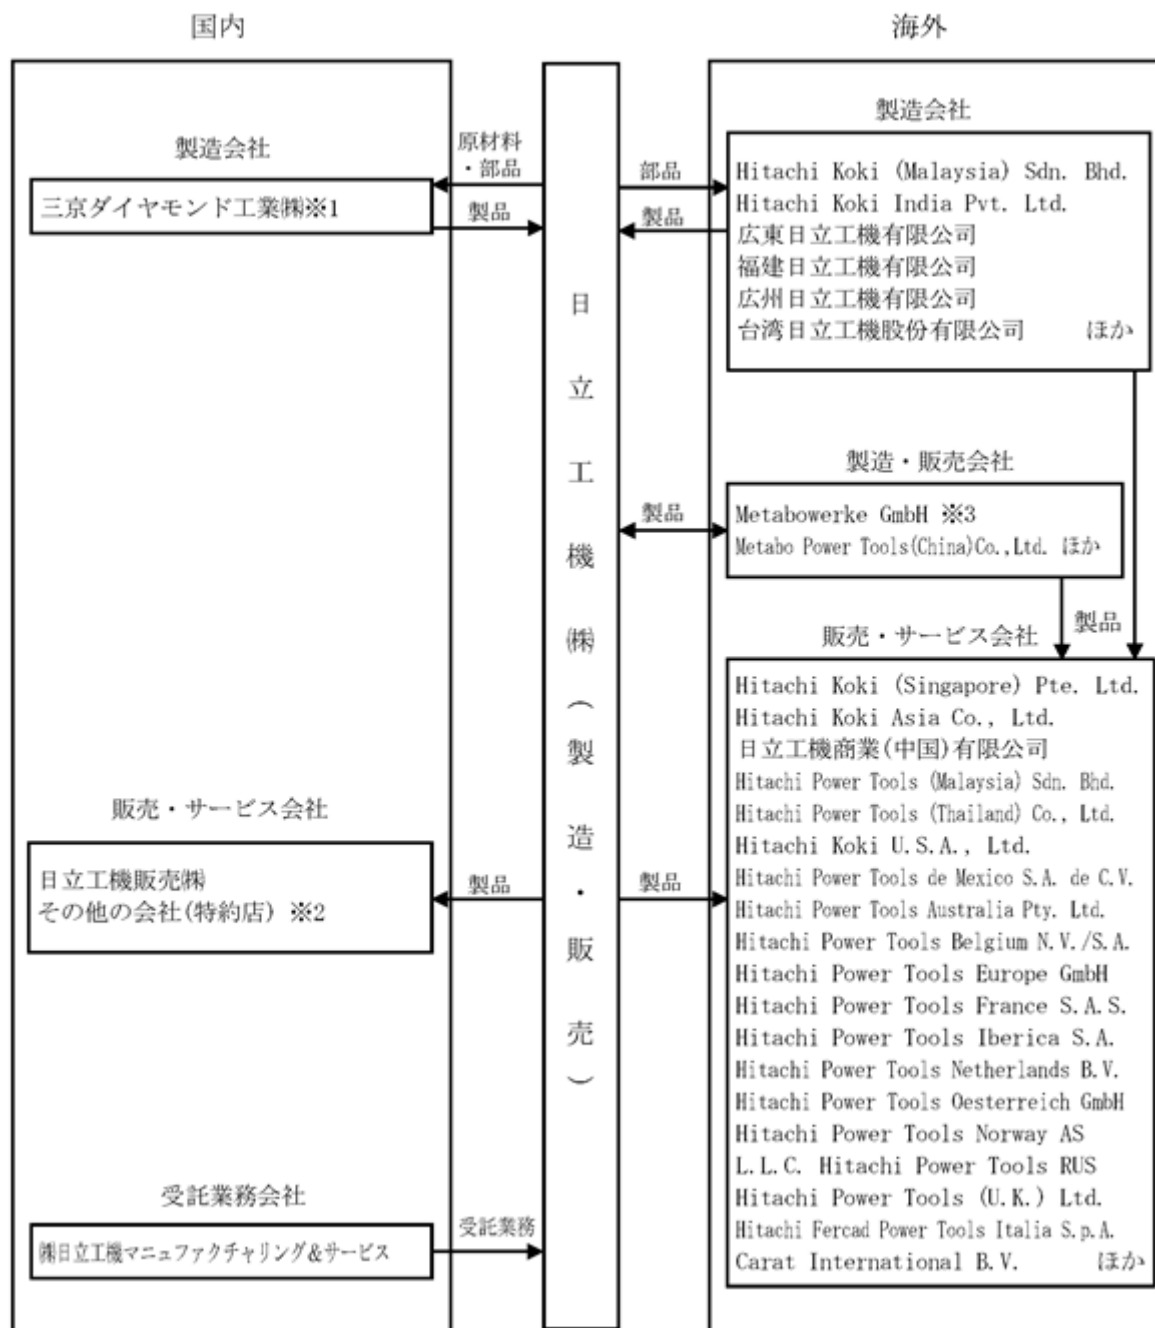 国内
海外
製造会社
三京ダイヤモンド工業㈱※1
原材料
・部品
製品
販売・サービス会社
日立工機販売㈱
その他の会社(特約店) ※2
製品
受託業務会社
㈱日立工機マニュファクチャリング&サービス
受託業務
日立工機㈱(製造・販売)
部品
製品
製造会社
Hitachi Koki (Malaysia) Sdn. Bhd.
Hitachi Koki India Pvt. Ltd.
広東日立工機有限公司
福建日立工機有限公司
広州日立工機有限公司
台湾日立工機股份有限公司 ほか
製品
製造・販売会社
Metabowerke GmbH ※3
Metabo Power Tools(China)Co.,Ltd. ほか
製品
販売・サービス会社
製品
Hitachi Koki (Singapore) Pte. Ltd.
Hitachi Koki Asia Co., Ltd.
日立工機商業(中国)有限公司
Hitachi Power Tools (Malaysia) Sdn. Bhd.
Hitachi Power Tools (Thailand) Co., Ltd.
Hitachi Koki U.S.A., Ltd.
Hitachi Power Tools de Mexico S.A. de C.V.
Hitachi Power Tools Australia Pty. Ltd.
Hitachi Power Tools Belgium N.V./S.A.
Hitachi Power Tools Europe GmbH
Hitachi Power Tools France S.A.S.
Hitachi Power Tools Iberica S.A.
Hitachi Power Tools Netherlands B.V.
Hitachi Power Tools Oesterreich GmbH
Hitachi Power Tools Norway AS
L.L.C. Hitachi Power Tools RUS
Hitachi Power Tools (U.K.) Ltd.
Hitachi Fercad Power Tools Italia S.p.A.
Carat International B.V. ほか